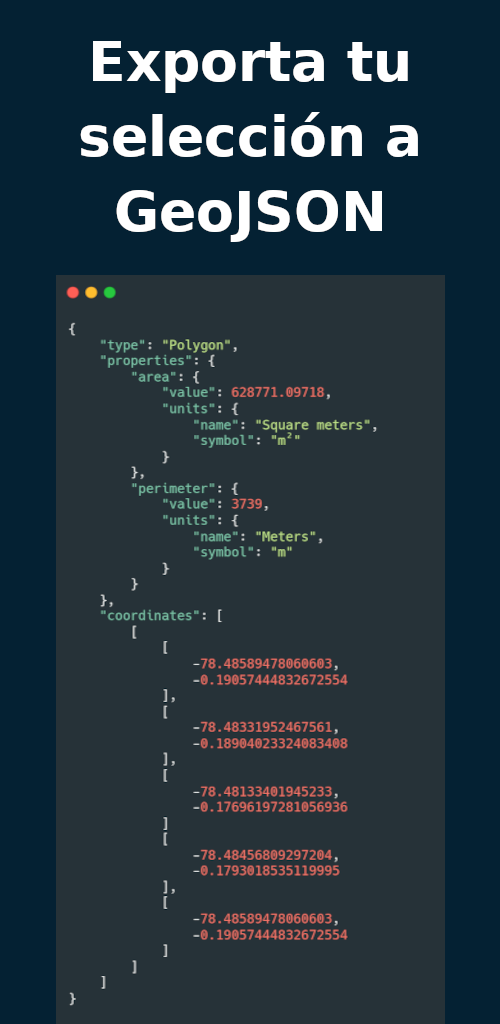 Exporta tu
selección a
GeoJSON
{
    "type": "Polygon",
    "properties": {
        "area": {
            "value": 628771.09718,
            "units": {
                "name": "Square meters",
                "symbol": "m²"
            }
        },
        "perimeter": {
            "value": 3739,
            "units": {
                "name": "Meters",
                "symbol": "m"
            }
        }
    },
    "coordinates": [
        [
            [
                -78.48589478060603,
                -0.19057444832672554
            ],
            [
                -78.48331952467561,
                -0.18904023324083408
            ],
            [
                -78.48133401945233,
                -0.17696197281056936
            ]
            [
                -78.48456809297204,
                -0.1793018535119995
            ],
            [
                -78.48589478060603,
                -0.19057444832672554
            ]
        ]
    ]
}